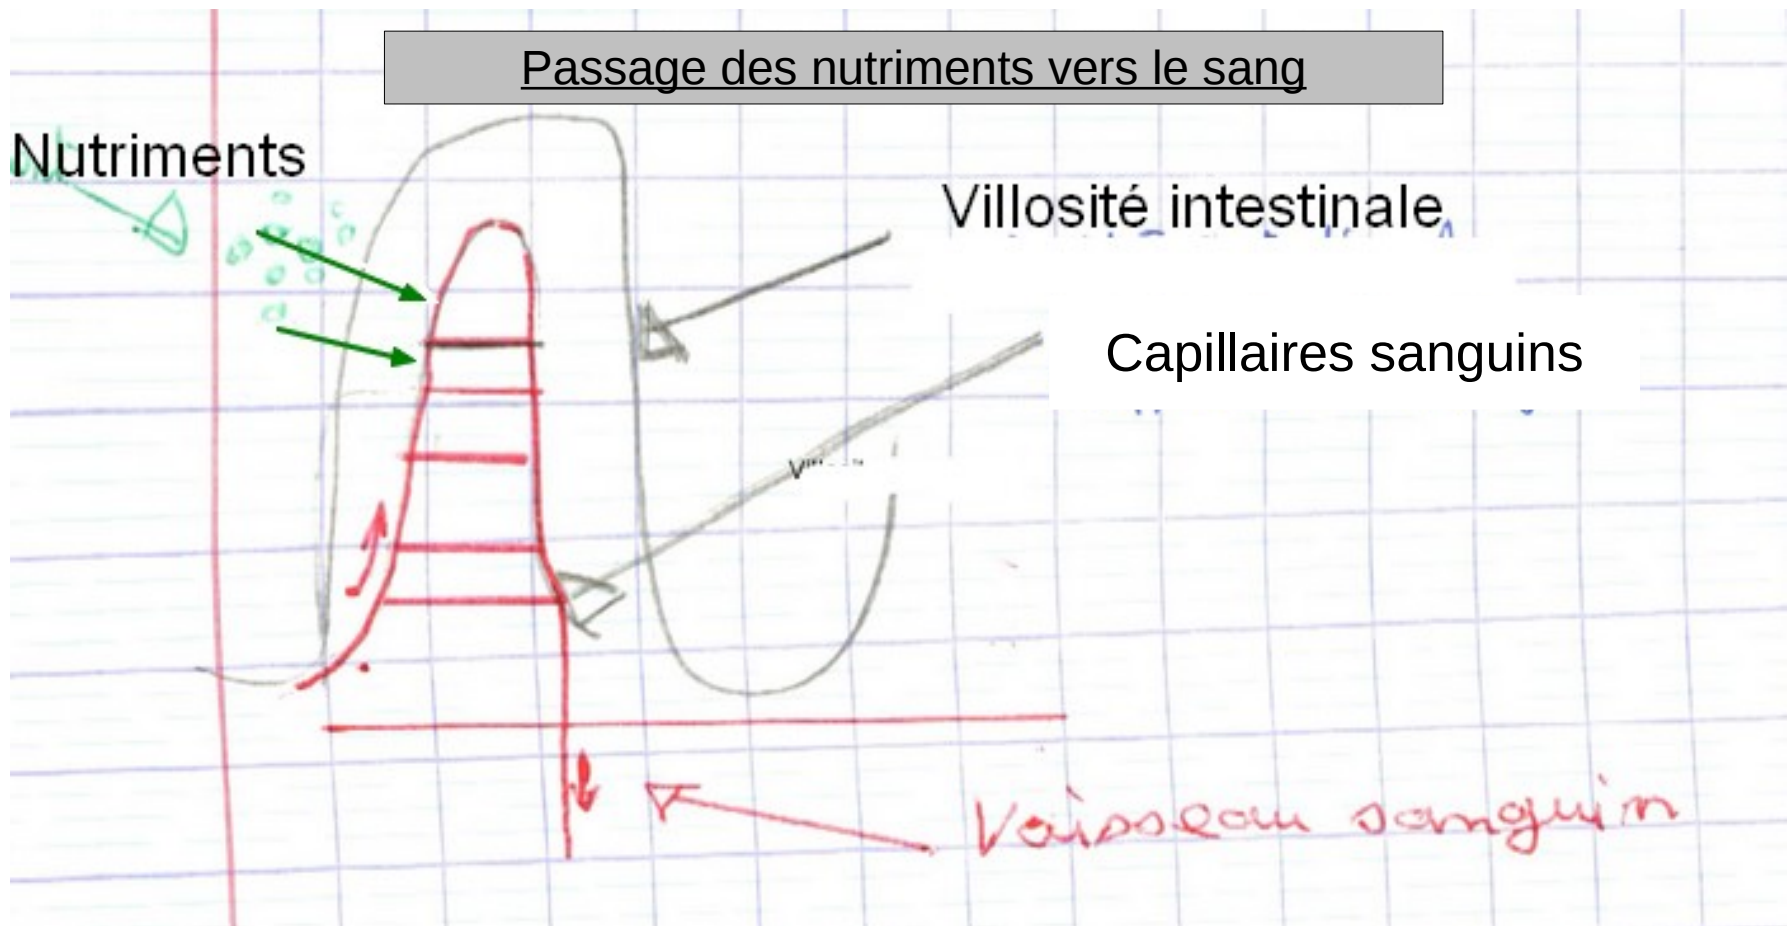 Passage des nutriments vers le sang
Nutriments
Villosité intestinale
Capillaires sanguins
Vaisseau sanguin